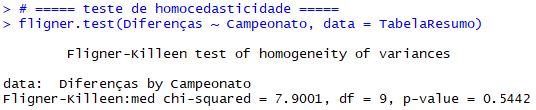 > # ===== teste de homocedasticidade =====
> fligner.test(Diferenças ~ Campeonato, data = TabelaResumo)
Fligner-Killeen test of homogeneity of variances
data:  Diferenças by Campeonato
Fligner-Killeen:med chi-squared = 7.9001, df = 9, p-value = 0.5442